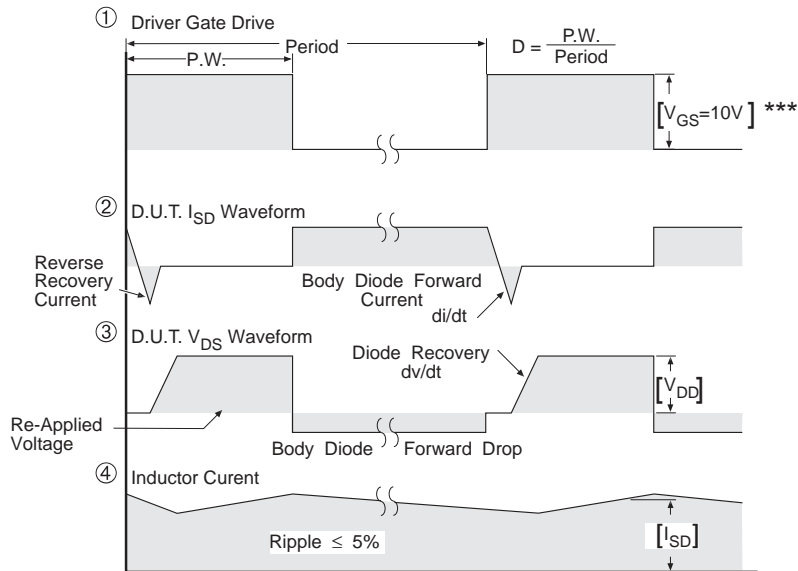 ① Driver Gate Drive
Period
P.W.
D = P.W. / Period
[VGS=10V] ***
② D.U.T. ISD Waveform
Reverse
Recovery
Current
Body Diode Forward
Current
di/dt
③ D.U.T. VDS Waveform
Diode Recovery
dv/dt
[VDD]
Re-Applied
Voltage
Body Diode Forward Drop
④ Inductor Curent
Ripple ≤ 5%
[ISD]